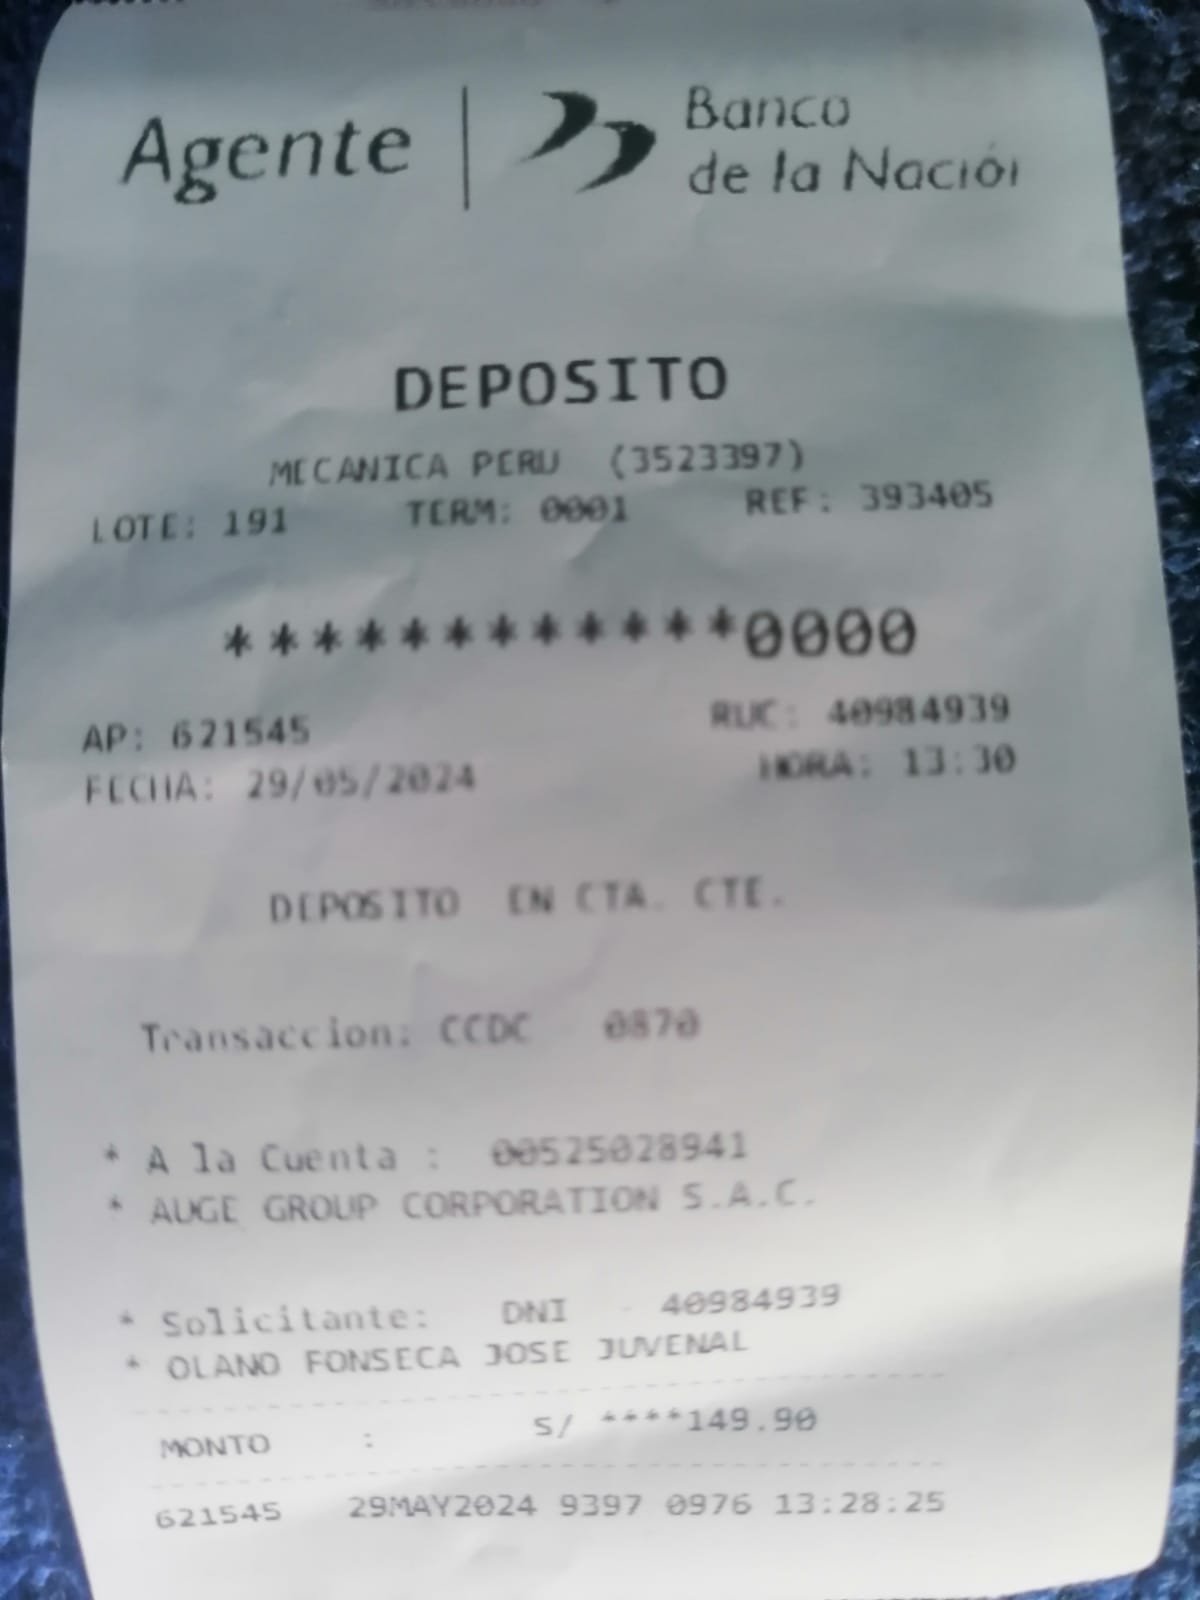 Agente | Banco
de la Nación
DEPOSITO
MECANICA PERU (3523397)
LOTE: 191 TERM: 0001 REF: 393405
************0000
AP: 621545 RUC: 40984939
FECHA: 29/05/2024 HORA: 13:30
DEPOSITO EN CTA. CTE.
Transaccion: CCDC 0870
* A la Cuenta : 00525028941
* AUGE GROUP CORPORATION S.A.C.
* Solicitante: DNI - 40984939
* OLANO FONSECA JOSE JUVENAL
MONTO : S/ ****149.90
621545 29MAY2024 9397 0976 13:28:25